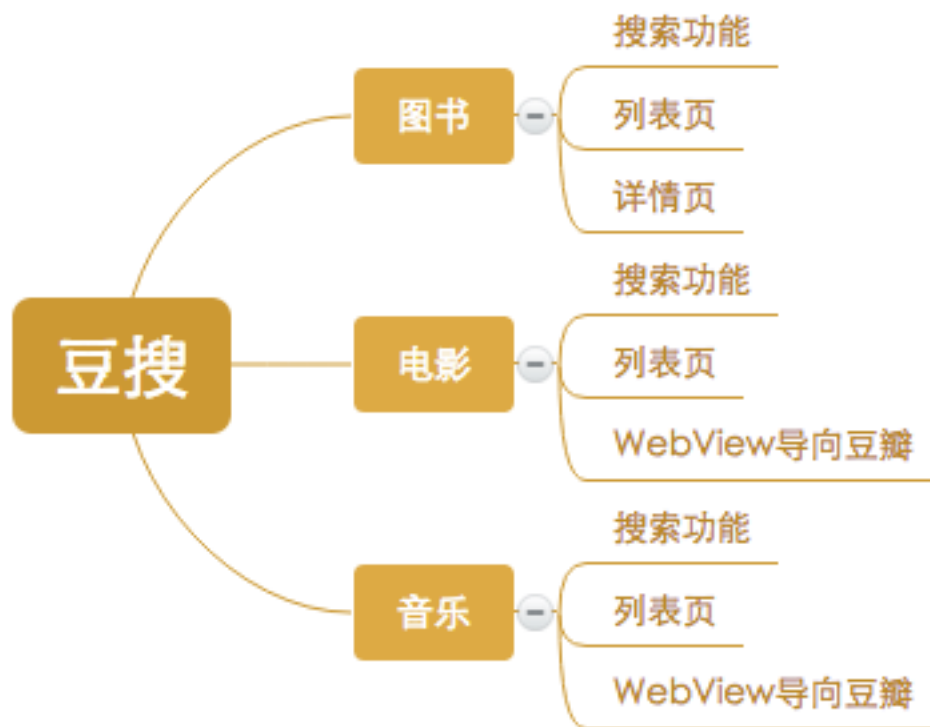 豆搜
图书
搜索功能
列表页
详情页
电影
搜索功能
列表页
WebView导向豆瓣
音乐
搜索功能
列表页
WebView导向豆瓣